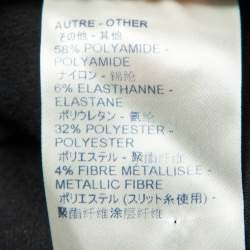 AUTRE - OTHER
その他 - 其他
58% POLYAMIDE -
POLYAMIDE
ナイロン - 锦纶
6% ELASTHANNE -
ELASTANE
ポリウレタン - 氨纶
32% POLYESTER -
POLYESTER
ポリエステル - 聚酯纤维
4% FIBRE MÉTALLISÉE -
METALLIC FIBRE
ポリエステル (スリット糸使用) -
聚酯纤维涂层纤维